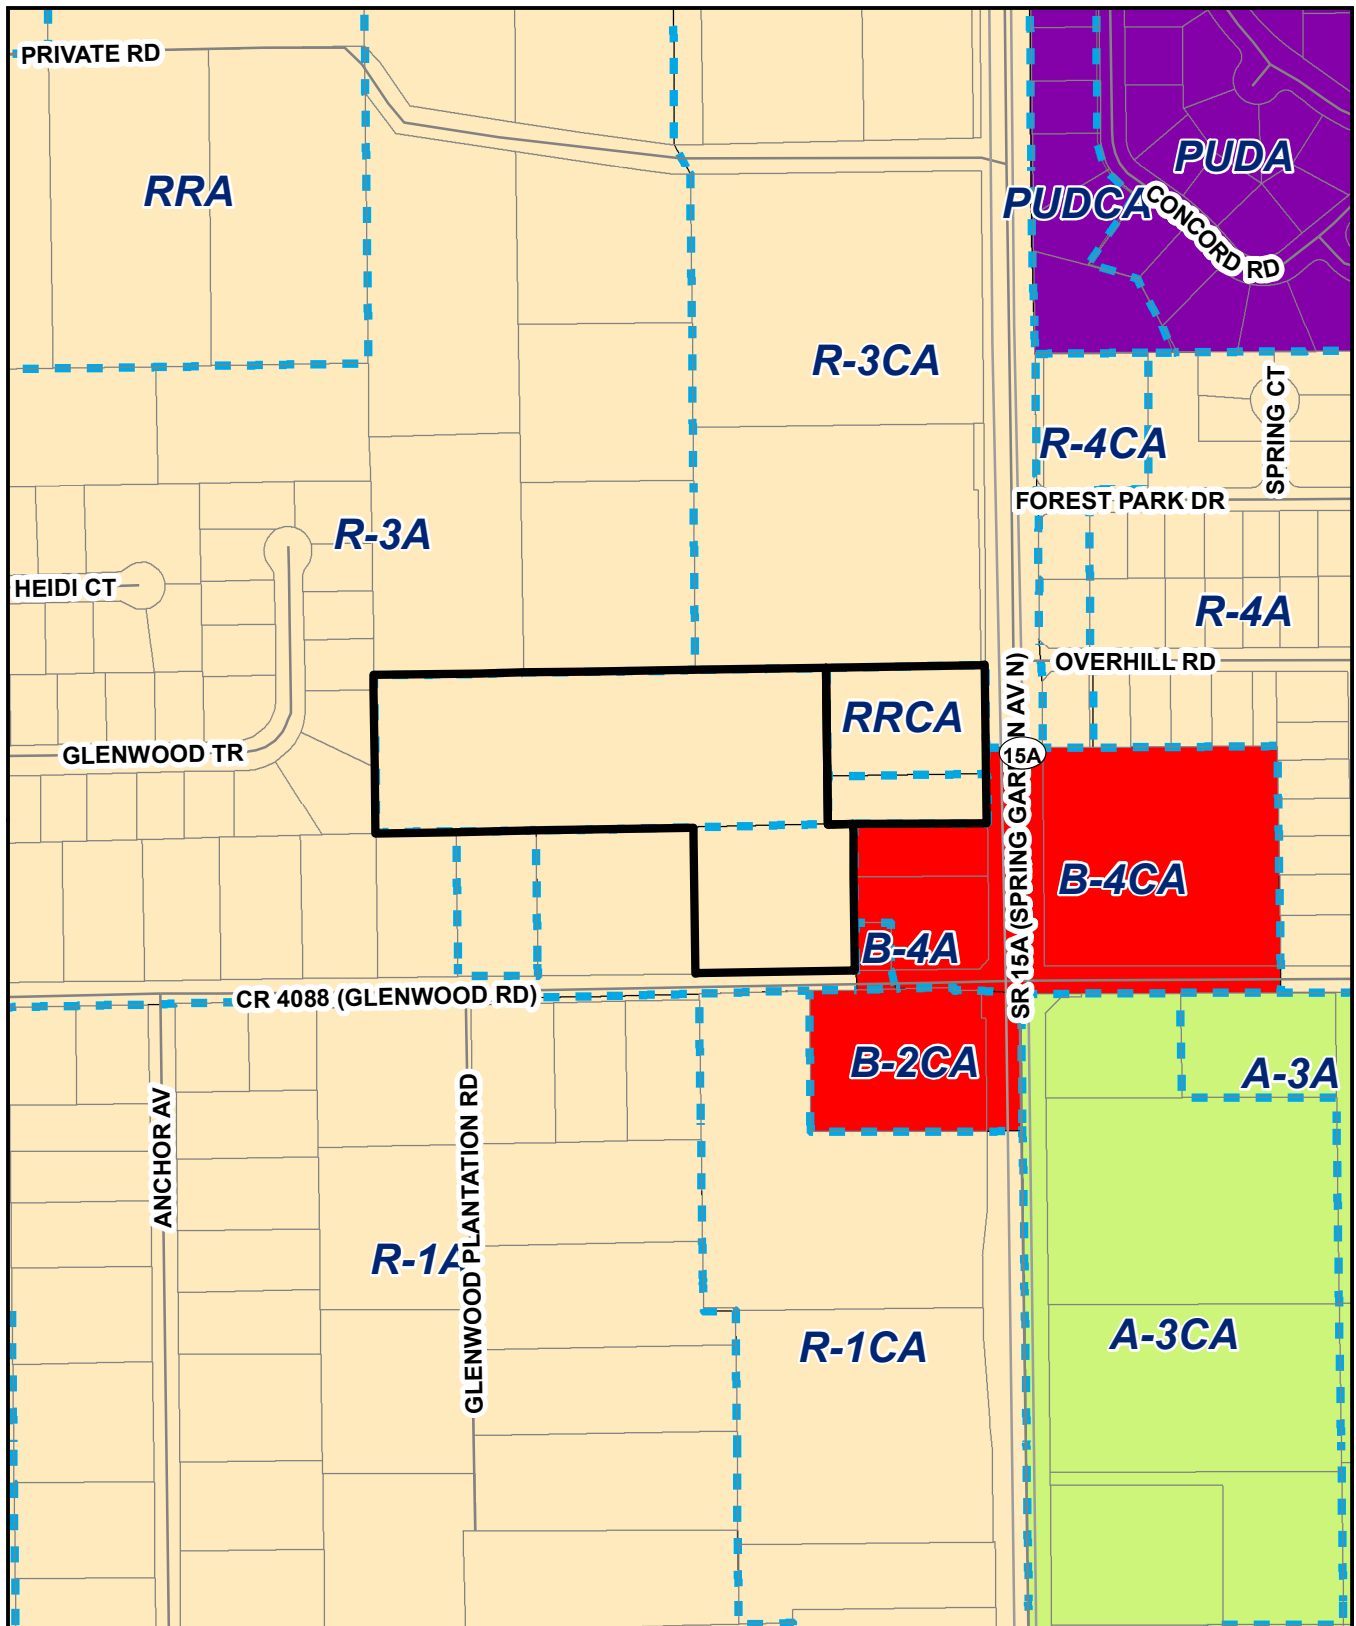 PRIVATE RD
RRA
PUDA
PUDCA
CONCORD RD
R-3CA
R-4CA
SPRING CT
FOREST PARK DR
R-3A
HEIDI CT
R-4A
OVERHILL RD
RRCA
GLENWOOD TR
15A
SR 15A (SPRING GARDEN AV N)
B-4CA
B-4A
CR 4088 (GLENWOOD RD)
B-2CA
A-3A
ANCHOR AV
GLENWOOD PLANTATION RD
R-1A
A-3CA
R-1CA